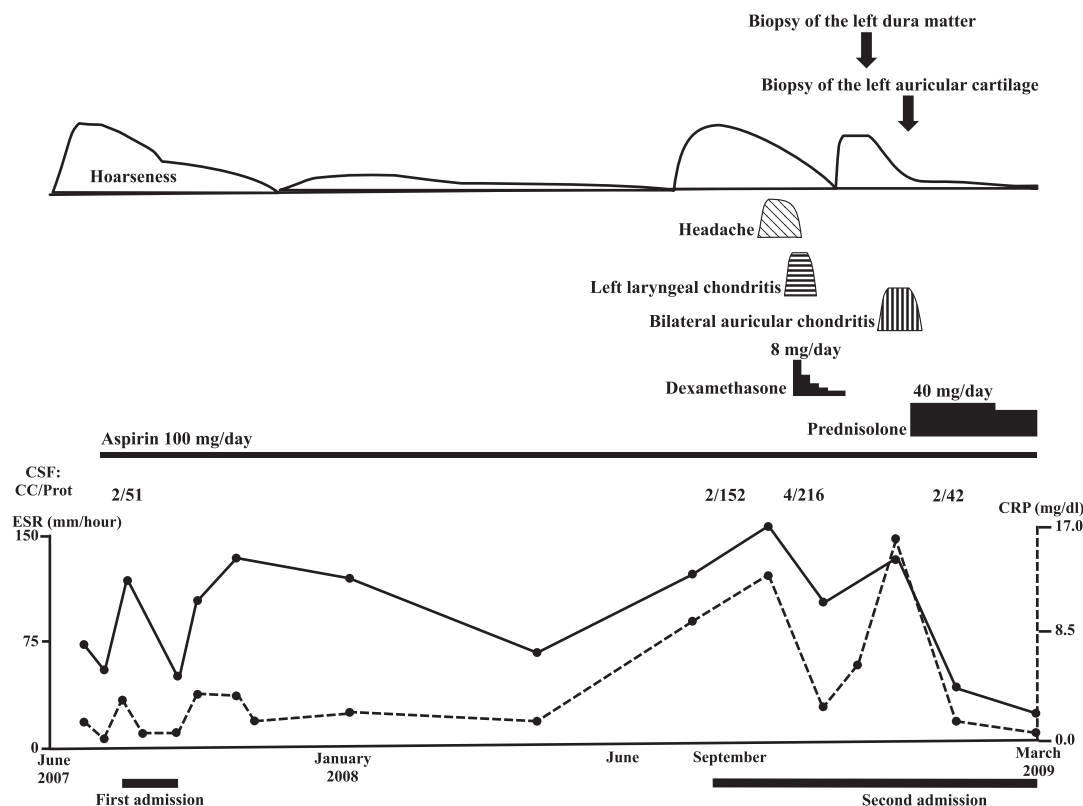 Biopsy of the left dura matter
Biopsy of the left auricular cartilage
Hoarseness
Headache
Left laryngeal chondritis
Bilateral auricular chondritis
8 mg/day
Dexamethasone
40 mg/day
Prednisolone
Aspirin 100 mg/day
CSF:
CC/Prot
2/51
2/152
4/216
2/42
ESR (mm/hour)
CRP (mg/dl)
150
17.0
75
8.5
0
0.0
June
2007
January
2008
June
September
March
2009
First admission
Second admission